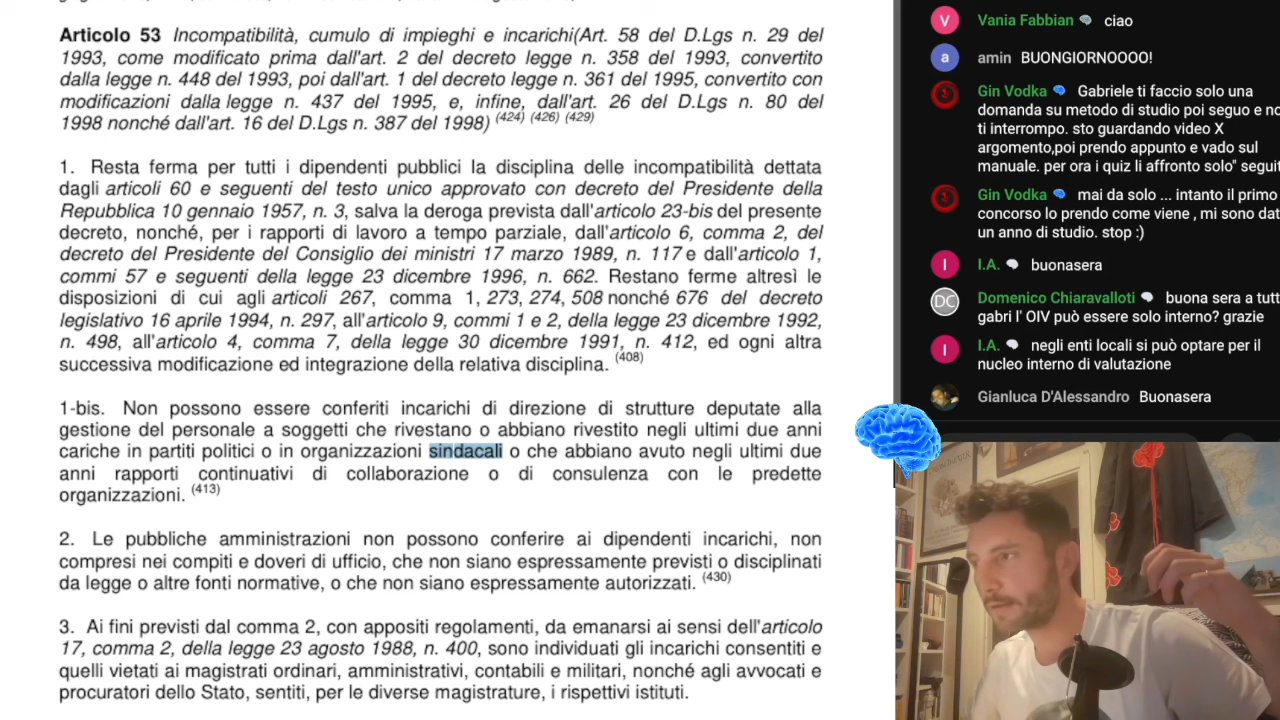 Articolo 53 Incompatibilità, cumulo di impieghi e incarichi(Art. 58 del D.Lgs n. 29 del
1993, come modificato prima dall'art. 2 del decreto legge n. 358 del 1993, convertito
dalla legge n. 448 del 1993, poi dall'art. 1 del decreto legge n. 361 del 1995, convertito con
modificazioni dalla legge n. 437 del 1995, e, infine, dall'art. 26 del D.Lgs n. 80 del
1998 nonché dall'art. 16 del D.Lgs n. 387 del 1998) (424) (426) (429)
1. Resta ferma per tutti i dipendenti pubblici la disciplina delle incompatibilità dettata
dagli articoli 60 e seguenti del testo unico approvato con decreto del Presidente della
Repubblica 10 gennaio 1957, n. 3, salva la deroga prevista dall'articolo 23-bis del presente
decreto, nonché, per i rapporti di lavoro a tempo parziale, dall'articolo 6, comma 2, del
decreto del Presidente del Consiglio dei ministri 17 marzo 1989, n. 117 e dall'articolo 1,
commi 57 e seguenti della legge 23 dicembre 1996, n. 662. Restano ferme altresì le
disposizioni di cui agli articoli 267, comma 1, 273, 274, 508 nonché 676 del decreto
legislativo 16 aprile 1994, n. 297, all'articolo 9, commi 1 e 2, della legge 23 dicembre 1992,
n. 498, all'articolo 4, comma 7, della legge 30 dicembre 1991, n. 412, ed ogni altra
successiva modificazione ed integrazione della relativa disciplina. (408)
1-bis. Non possono essere conferiti incarichi di direzione di strutture deputate alla
gestione del personale a soggetti che rivestano o abbiano rivestito negli ultimi due anni
cariche in partiti politici o in organizzazioni sindacali o che abbiano avuto negli ultimi due
anni rapporti continuativi di collaborazione o di consulenza con le predette
organizzazioni. (413)
2. Le pubbliche amministrazioni non possono conferire ai dipendenti incarichi, non
compresi nei compiti e doveri di ufficio, che non siano espressamente previsti o disciplinati
da legge o altre fonti normative, o che non siano espressamente autorizzati. (430)
3. Ai fini previsti dal comma 2, con appositi regolamenti, da emanarsi ai sensi dell'articolo
17, comma 2, della legge 23 agosto 1988, n. 400, sono individuati gli incarichi consentiti e
quelli vietati ai magistrati ordinari, amministrativi, contabili e militari, nonché agli avvocati e
procuratori dello Stato, sentiti, per le diverse magistrature, i rispettivi istituti.
V Vania Fabbian ciao
a amin BUONGIORNOOOO!
Gin Vodka Gabriele ti faccio solo una
domanda su metodo di studio poi seguo e no
ti interrompo. sto guardando video X
argomento,poi prendo appunto e vado sul
manuale. per ora i quiz li affronto solo" seguit
Gin Vodka mai da solo ... intanto il primo
concorso lo prendo come viene , mi sono dat
un anno di studio. stop :)
I I.A. buonasera
DC Domenico Chiaravalloti buona sera a tutt
gabri l' OIV può essere solo interno? grazie
I I.A. negli enti locali si può optare per il
nucleo interno di valutazione
Gianluca D'Alessandro Buonasera